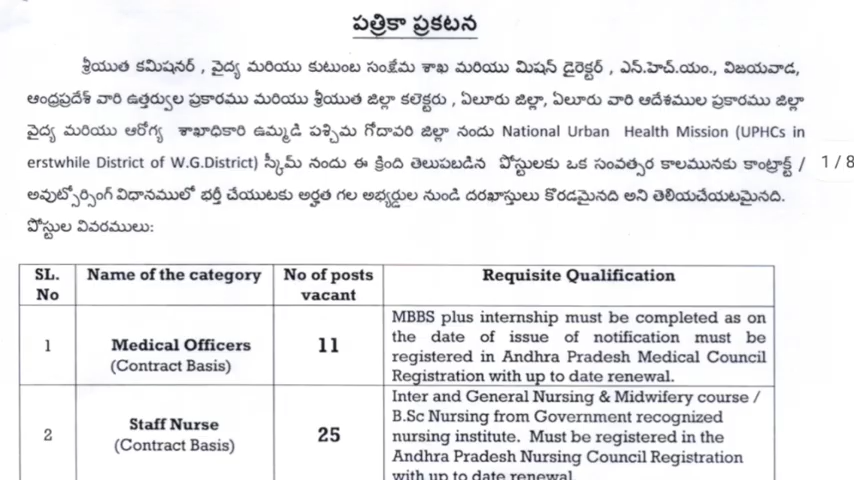 పత్రికా ప్రకటన
శ్రీయుత కమిషనర్ , వైద్య మరియు కుటుంబ సంక్షేమ శాఖ మరియు మిషన్ డైరెక్టర్ , ఎన్.హెచ్.యం., విజయవాడ,
ఆంధ్రప్రదేశ్ వారి ఉత్తర్వుల ప్రకారము మరియు శ్రీయుత జిల్లా కలెక్టరు , ఏలూరు జిల్లా, ఏలూరు వారి ఆదేశముల ప్రకారము జిల్లా
వైద్య మరియు ఆరోగ్య శాఖాధికారి ఉమ్మడి పశ్చిమ గోదావరి జిల్లా నందు National Urban Health Mission (UPHCs in
erstwhile District of W.G.District) స్కీమ్ నందు ఈ క్రింది తెలుపబడిన పోస్టులకు ఒక సంవత్సర కాలమునకు కాంట్రాక్ట్ /
1 / 8
అవుట్సోర్సింగ్ విధానములో భర్తీ చేయుటకు అర్హత గల అభ్యర్థుల నుండి దరఖాస్తులు కోరడమైనది అని తెలియచేయటమైనది.
పోస్టుల వివరములు:
SL. No Name of the category No of posts vacant Requisite Qualification
1 Medical Officers (Contract Basis) 11
MBBS plus internship must be completed as on
the date of issue of notification must be
registered in Andhra Pradesh Medical Council
Registration with up to date renewal.
2 Staff Nurse (Contract Basis) 25
Inter and General Nursing & Midwifery course /
B.Sc Nursing from Government recognized
nursing institute. Must be registered in the
Andhra Pradesh Nursing Council Registration
with up to date renewal.